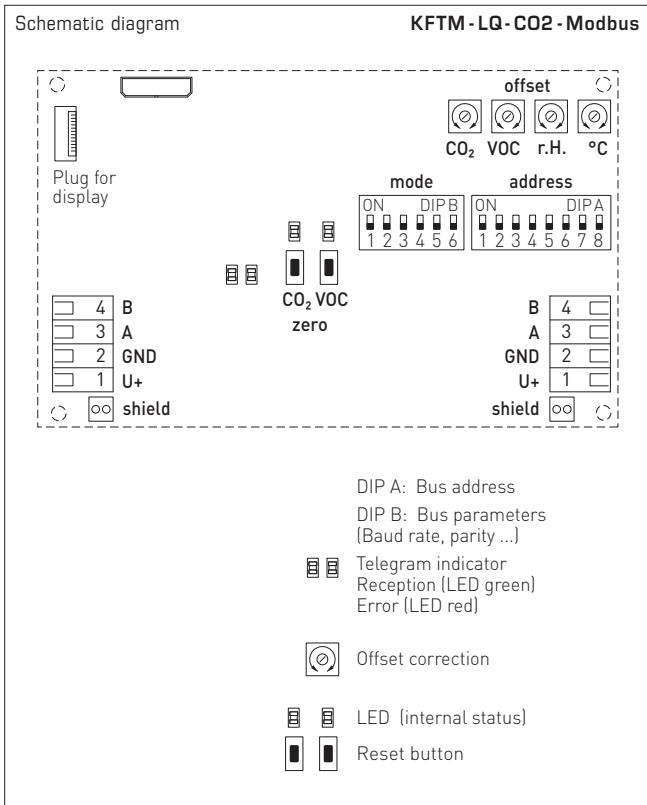 Schematic diagram KFTM-LQ-CO2-Modbus
offset
CO₂ VOC r.H. °C
Plug for
display
mode address
ON DIP B ON DIP A
1 2 3 4 5 6 1 2 3 4 5 6 7 8
CO₂ VOC
zero
4 B B 4
3 A A 3
2 GND GND 2
1 U+ U+ 1
shield shield
DIP A: Bus address
DIP B: Bus parameters
(Baud rate, parity ...)
Telegram indicator
Reception (LED green)
Error (LED red)
Offset correction
LED (internal status)
Reset button